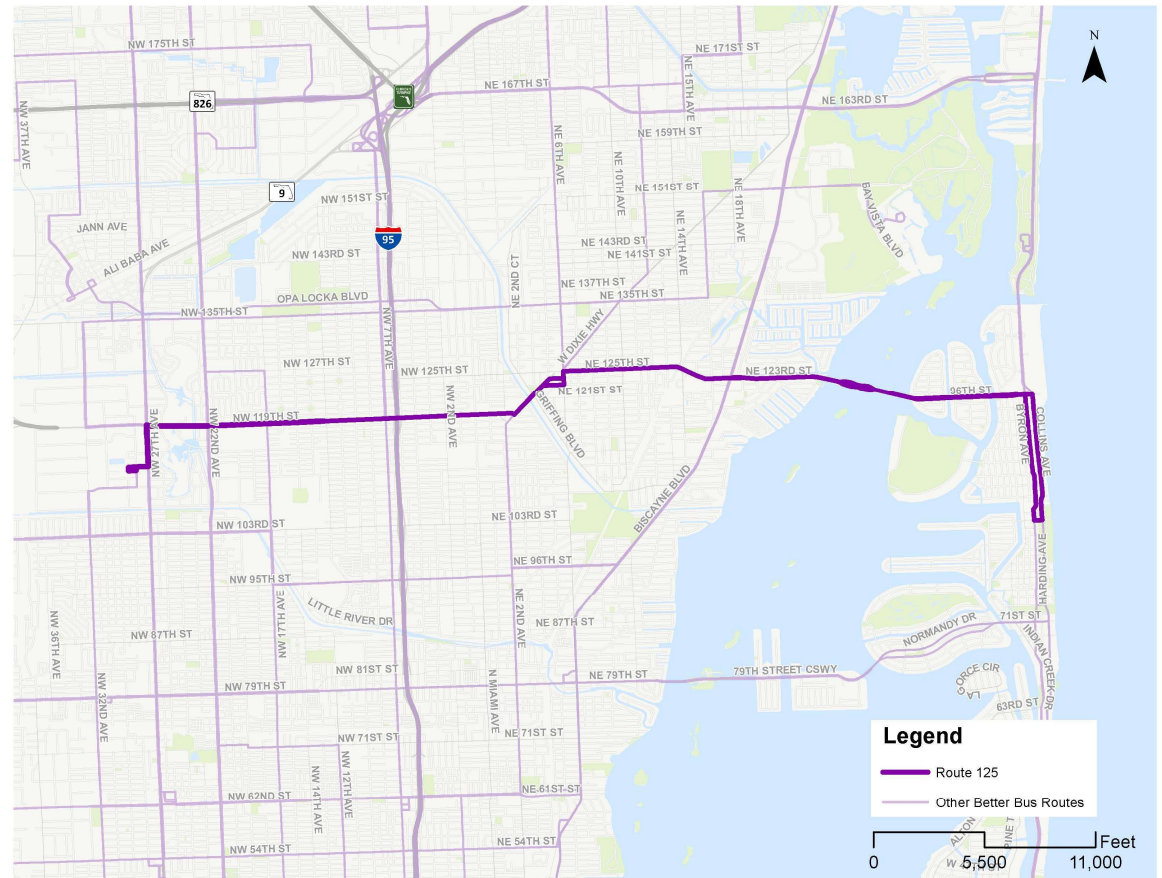 N
NW 175TH ST
NE 171ST ST
NE 167TH ST
NE 15TH AVE
826
NE 163RD ST
NW 37TH AVE
NE 159TH ST
NE 6TH AVE
NE 10TH AVE
9
NW 151ST ST
NE 151ST ST
NE 18TH AVE
BAY VISTA BLVD
JANN AVE
95
NE 14TH AVE
ALI BABA AVE
NW 143RD ST
NE 143RD ST
NE 141ST ST
NE 2ND CT
NE 137TH ST
OPA LOCKA BLVD
NE 135TH ST
NW 135TH ST
NW 7TH AVE
W DIXIE HWY
NW 127TH ST
NW 125TH ST
NE 125TH ST
NE 123RD ST
NE 121ST ST
96TH ST
NW 119TH ST
NW 2ND AVE
GRIFFING BLVD
NW 27TH AVE
NW 22ND AVE
BYRON AVE
COLLINS AVE
BISCAYNE BLVD
NW 103RD ST
NE 103RD ST
NE 96TH ST
NW 95TH ST
HARDING AVE
NW 17TH AVE
LITTLE RIVER DR
NE 2ND AVE
NE 87TH ST
71ST ST
NW 36TH AVE
NW 87TH ST
NORMANDY DR
INDIAN CREEK DR
NW 81ST ST
NE 79TH ST
79TH STREET CSWY
LA GORCE CIR
NW 79TH ST
NW 32ND AVE
N MIAMI AVE
63RD ST
NW 71ST ST
NE 71ST ST
Legend
Route 125
Other Better Bus Routes
NW 14TH AVE
NW 12TH AVE
NW 62ND ST
NE 61ST ST
NE 54TH ST
NW 54TH ST
ALTON
PINE T
Feet
0
5,500
11,000